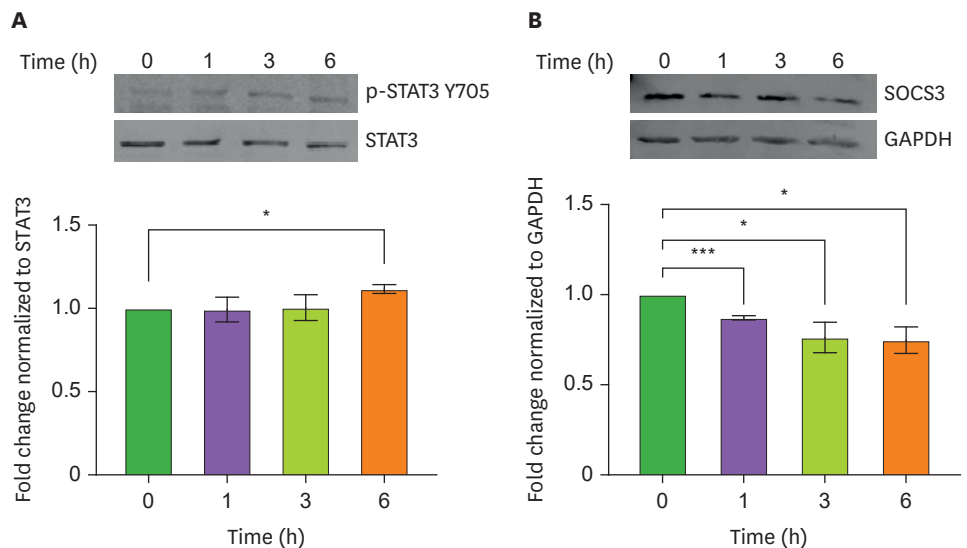 A
Time (h) 0 1 3 6
p-STAT3 Y705
STAT3
Fold change normalized to STAT3
1.5
1.0
0.5
0
*
0 1 3 6
Time (h)
B
Time (h) 0 1 3 6
SOCS3
GAPDH
Fold change normalized to GAPDH
1.5
1.0
0.5
0
*
*
***
0 1 3 6
Time (h)